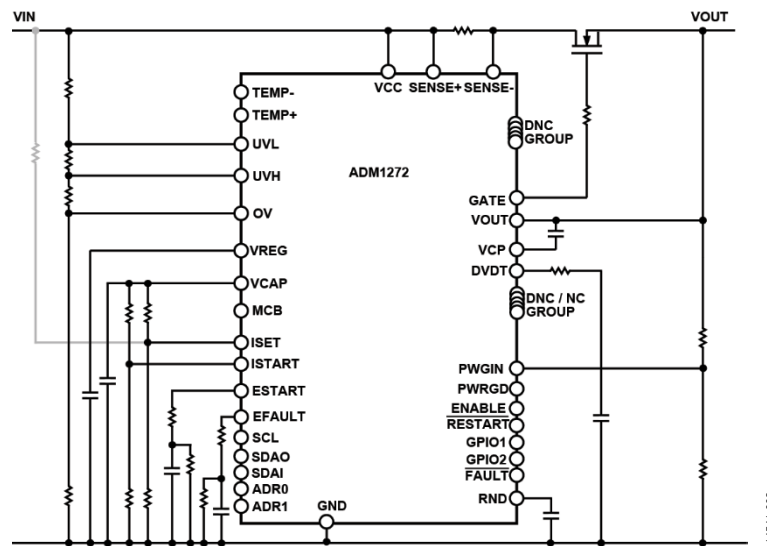 VIN
VOUT
VCC SENSE+ SENSE-
TEMP-
TEMP+
UVL
UVH
OV
VREG
VCAP
MCB
ISET
ISTART
ESTART
EFAULT
SCL
SDAO
SDAI
ADR0
ADR1
ADM1272
GND
DNC
GROUP
GATE
VOUT
VCP
DVDT
DNC / NC
GROUP
PWGIN
PWRGD
ENABLE
RESTART
GPIO1
GPIO2
FAULT
RND